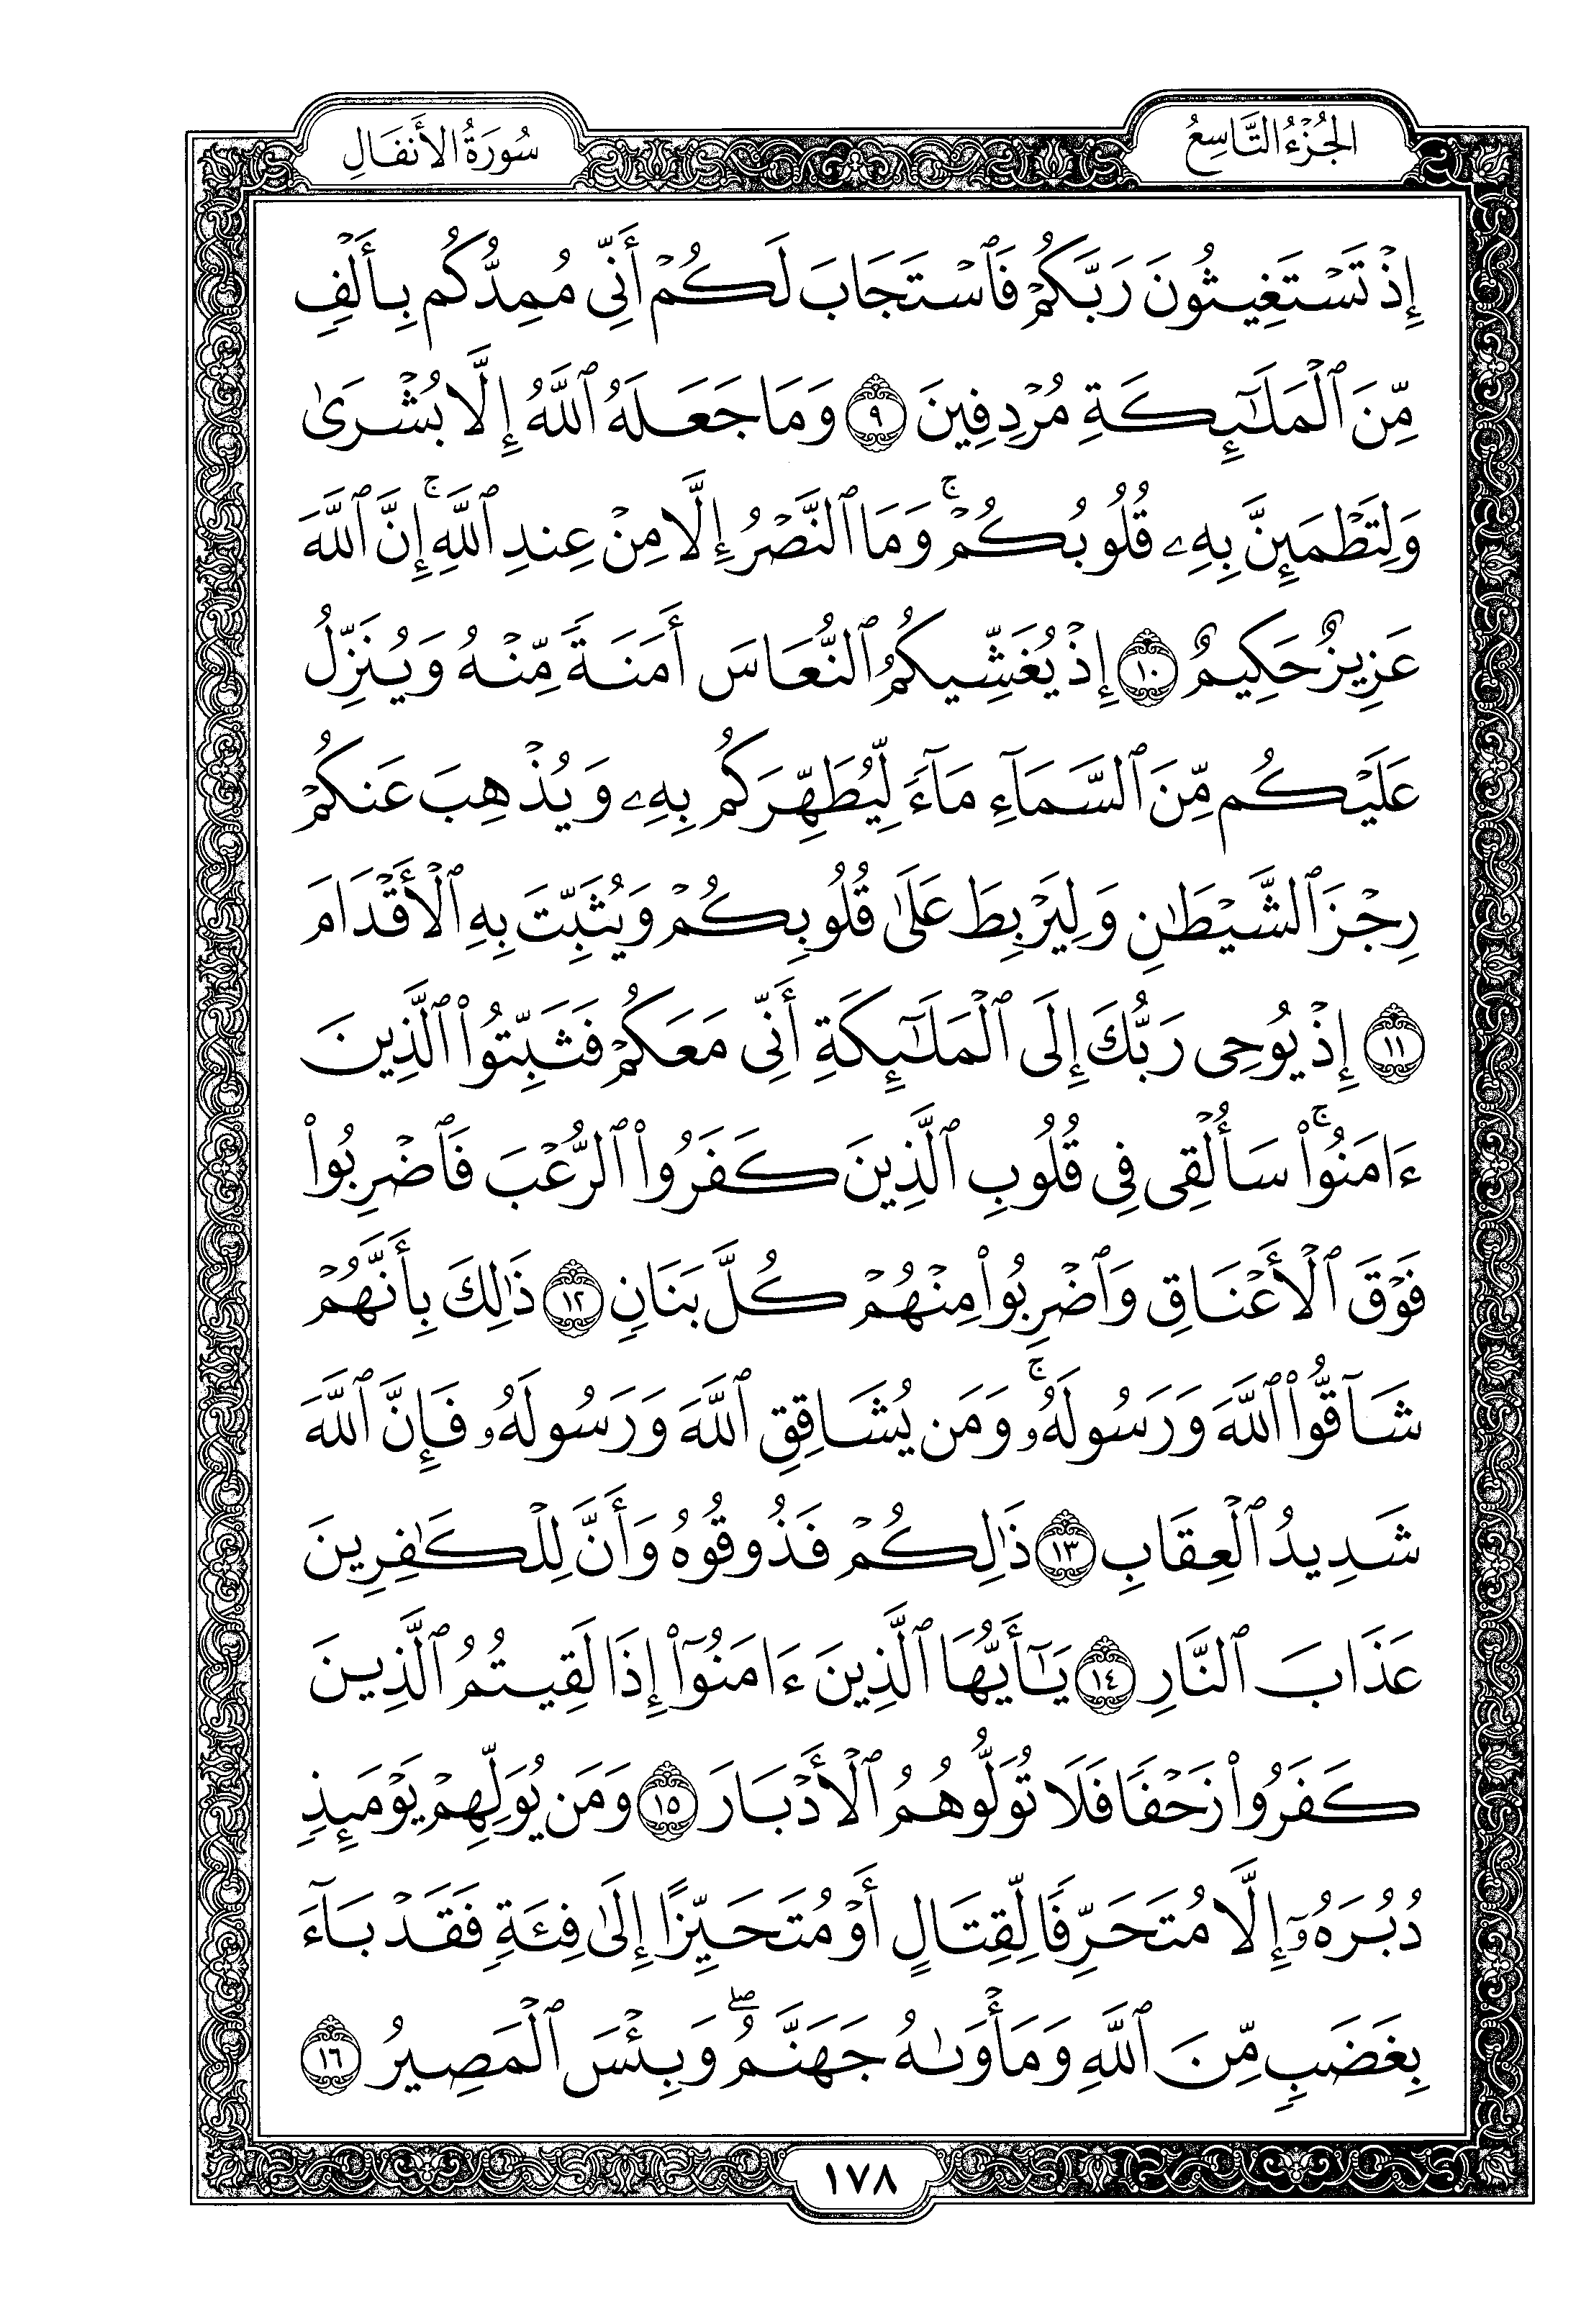 الجُزْءُ التَّاسِعُ
سُورَةُ الأَنفَالِ
إِذۡ تَسۡتَغِيثُونَ رَبَّكُمۡ فَٱسۡتَجَابَ لَكُمۡ أَنِّي مُمِدُّكُم بِأَلۡفٖ
مِّنَ ٱلۡمَلَٰٓئِكَةِ مُرۡدِفِينَ ٩ وَمَا جَعَلَهُ ٱللَّهُ إِلَّا بُشۡرَىٰ
وَلِتَطۡمَئِنَّ بِهِۦ قُلُوبُكُمۡۚ وَمَا ٱلنَّصۡرُ إِلَّا مِنۡ عِندِ ٱللَّهِۚ إِنَّ ٱللَّهَ
عَزِيزٌ حَكِيمٌ ١٠ إِذۡ يُغَشِّيكُمُ ٱلنُّعَاسَ أَمَنَةٗ مِّنۡهُ وَيُنَزِّلُ
عَلَيۡكُم مِّنَ ٱلسَّمَآءِ مَآءٗ لِّيُطَهِّرَكُم بِهِۦ وَيُذۡهِبَ عَنكُمۡ
رِجۡزَ ٱلشَّيۡطَٰنِ وَلِيَرۡبِطَ عَلَىٰ قُلُوبِكُمۡ وَيُثَبِّتَ بِهِ ٱلۡأَقۡدَامَ
١١ إِذۡ يُوحِي رَبُّكَ إِلَى ٱلۡمَلَٰٓئِكَةِ أَنِّي مَعَكُمۡ فَثَبِّتُواْ ٱلَّذِينَ
ءَامَنُواْۚ سَأُلۡقِي فِي قُلُوبِ ٱلَّذِينَ كَفَرُواْ ٱلرُّعۡبَ فَٱضۡرِبُواْ
فَوۡقَ ٱلۡأَعۡنَاقِ وَٱضۡرِبُواْ مِنۡهُمۡ كُلَّ بَنَانٖ ١٢ ذَٰلِكَ بِأَنَّهُمۡ
شَآقُّواْ ٱللَّهَ وَرَسُولَهُۥۚ وَمَن يُشَاقِقِ ٱللَّهَ وَرَسُولَهُۥ فَإِنَّ ٱللَّهَ
شَدِيدُ ٱلۡعِقَابِ ١٣ ذَٰلِكُمۡ فَذُوقُوهُ وَأَنَّ لِلۡكَٰفِرِينَ
عَذَابَ ٱلنَّارِ ١٤ يَٰٓأَيُّهَا ٱلَّذِينَ ءَامَنُوٓاْ إِذَا لَقِيتُمُ ٱلَّذِينَ
كَفَرُواْ زَحۡفٗا فَلَا تُوَلُّوهُمُ ٱلۡأَدۡبَارَ ١٥ وَمَن يُوَلِّهِمۡ يَوۡمَئِذٖ
دُبُرَهُۥٓ إِلَّا مُتَحَرِّفٗا لِّقِتَالٍ أَوۡ مُتَحَيِّزًا إِلَىٰ فِئَةٖ فَقَدۡ بَآءَ
بِغَضَبٖ مِّنَ ٱللَّهِ وَمَأۡوَىٰهُ جَهَنَّمُۖ وَبِئۡسَ ٱلۡمَصِيرُ ١٦
١٧٨